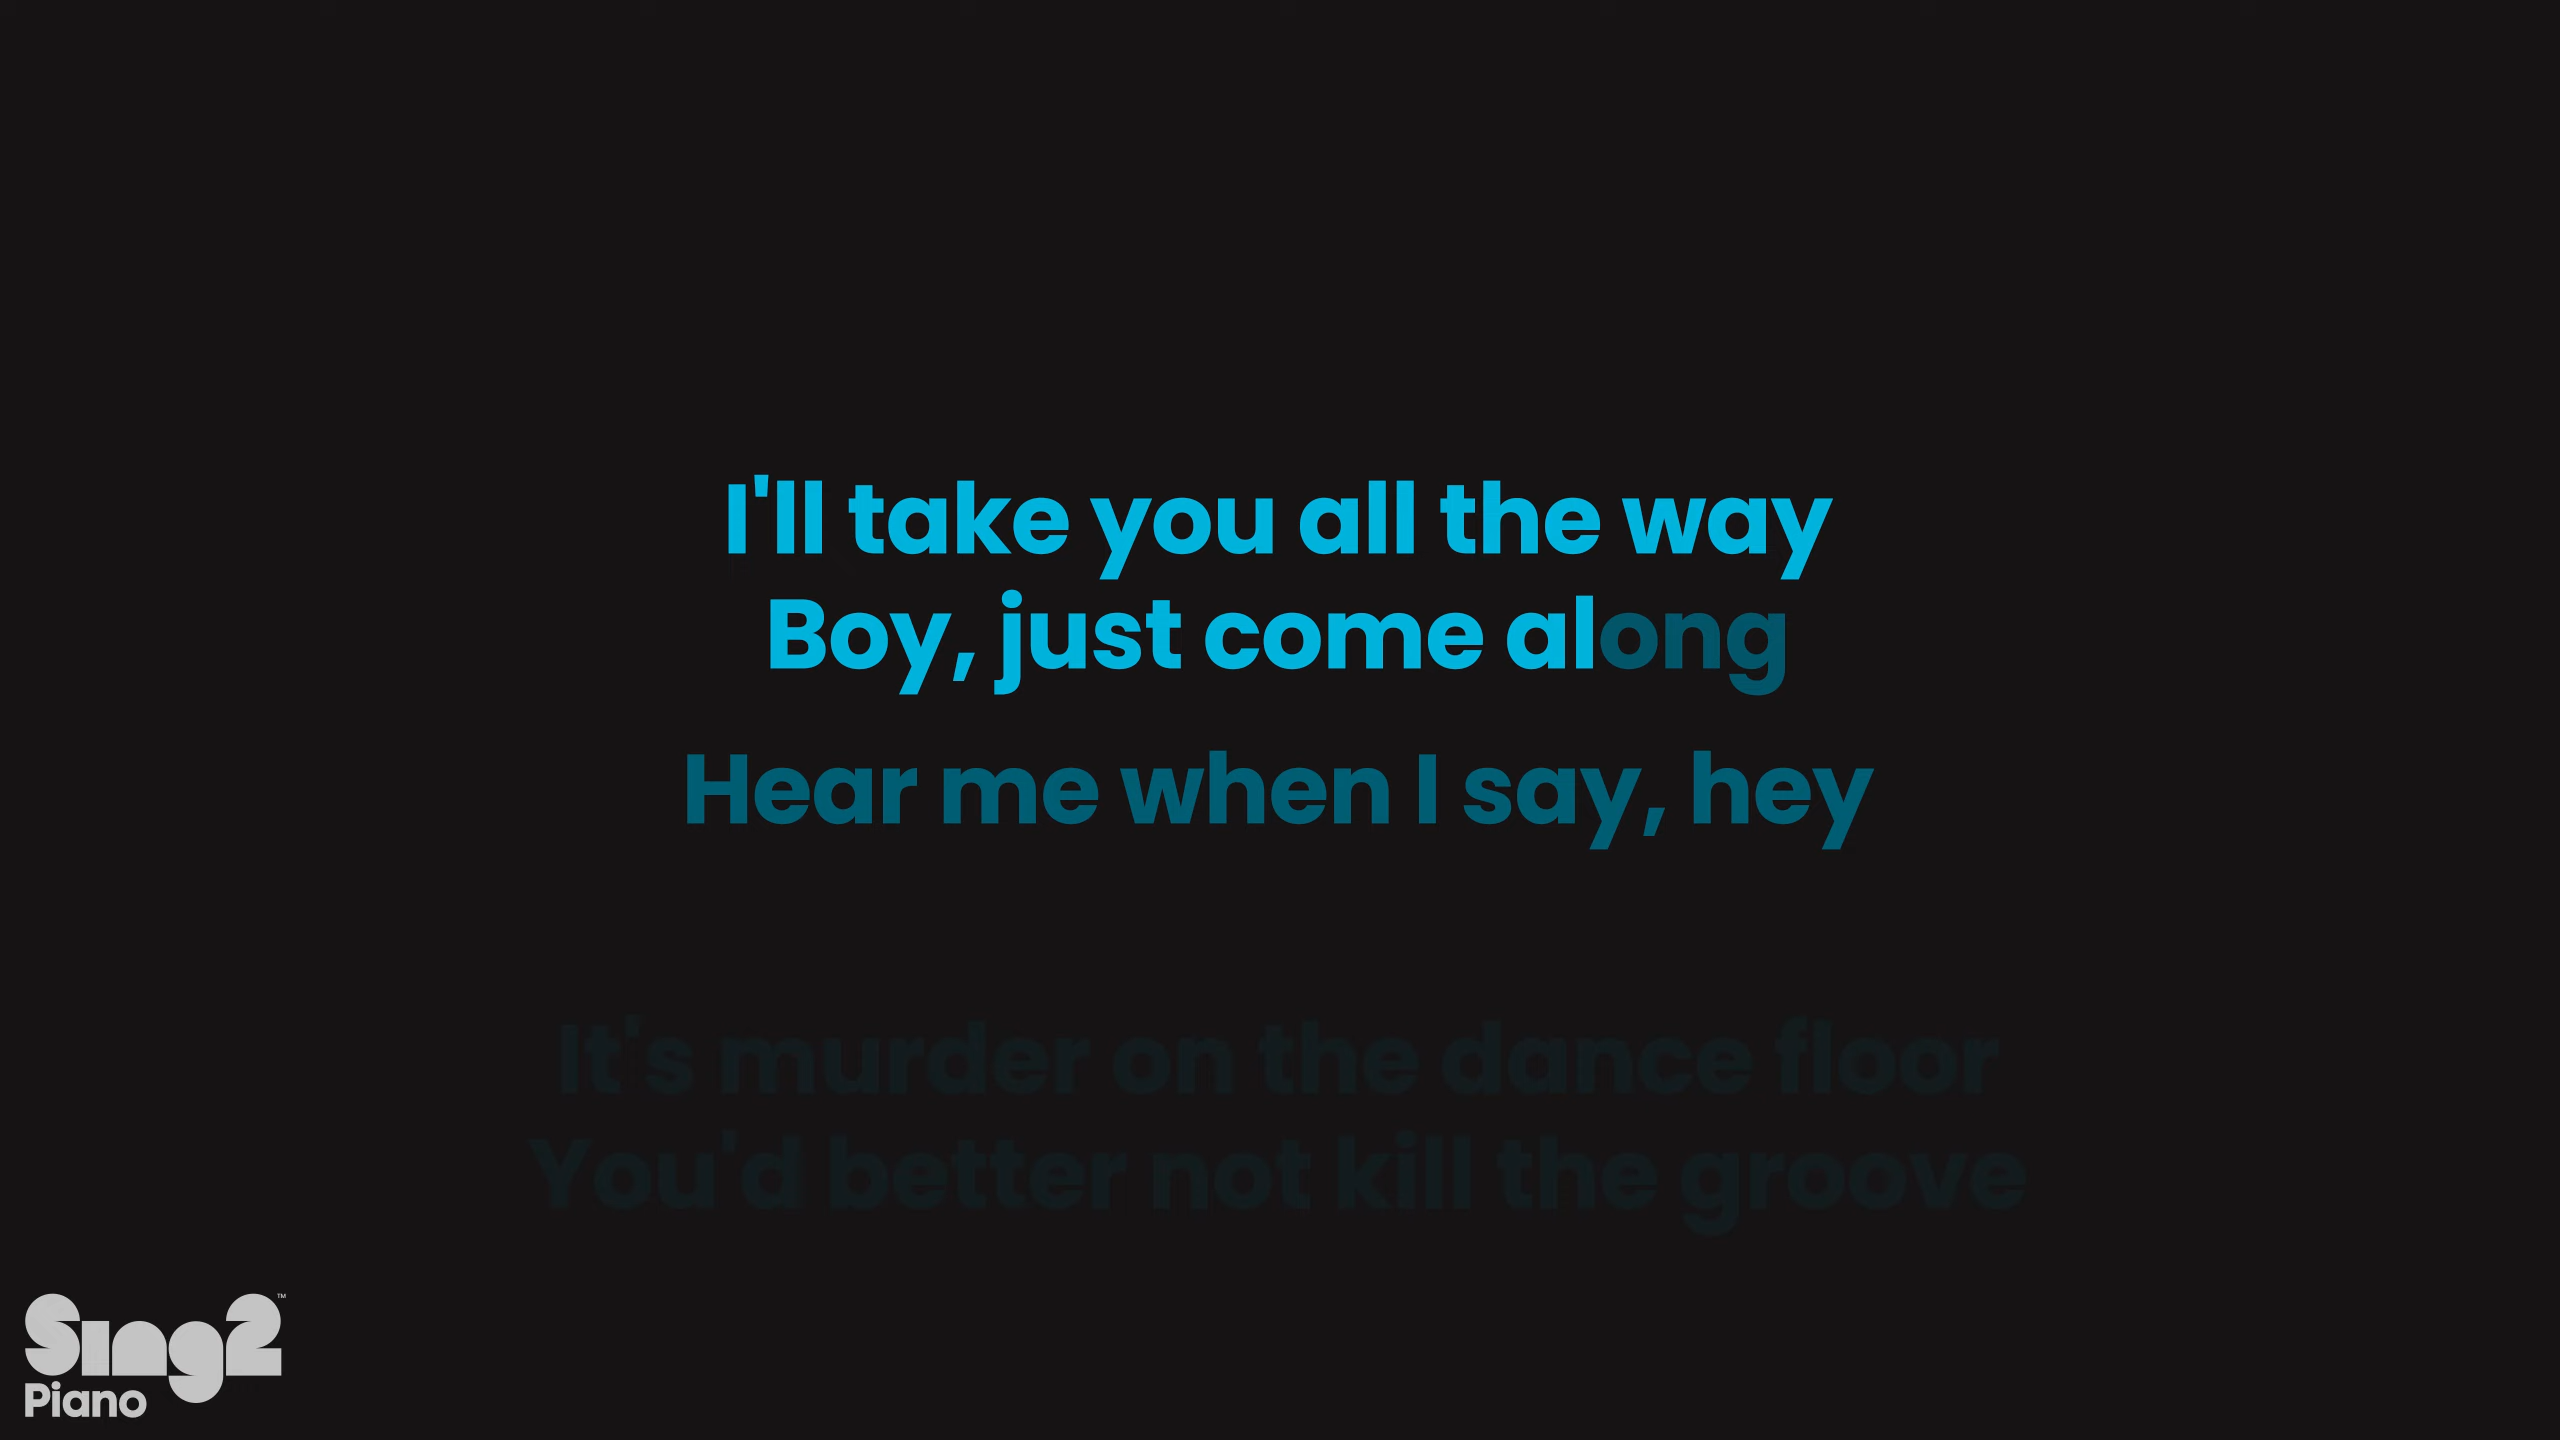 I'll take you all the way
Boy, just come along
Hear me when I say, hey
It's murder on the dance floor
You'd better not kill the groove
Sing2™
Piano